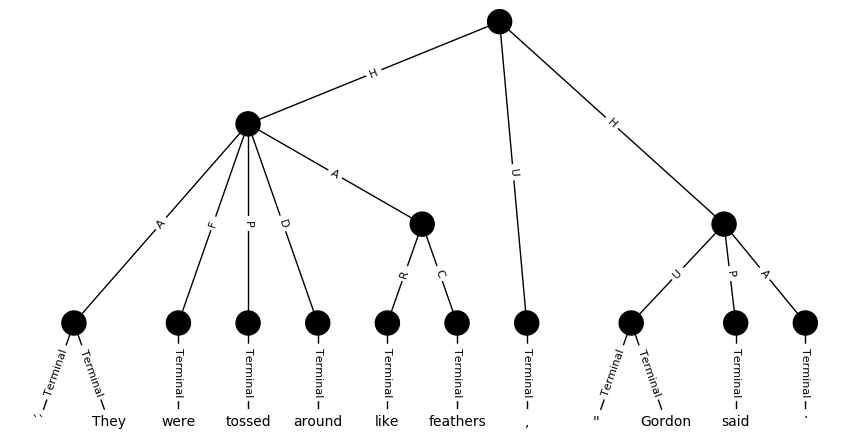 H
H
U
A
A
F
P
D
A
R
C
U
P
A
Terminal Terminal Terminal Terminal Terminal Terminal Terminal Terminal Terminal Terminal Terminal Terminal
`` They were tossed around like feathers , " Gordon said .